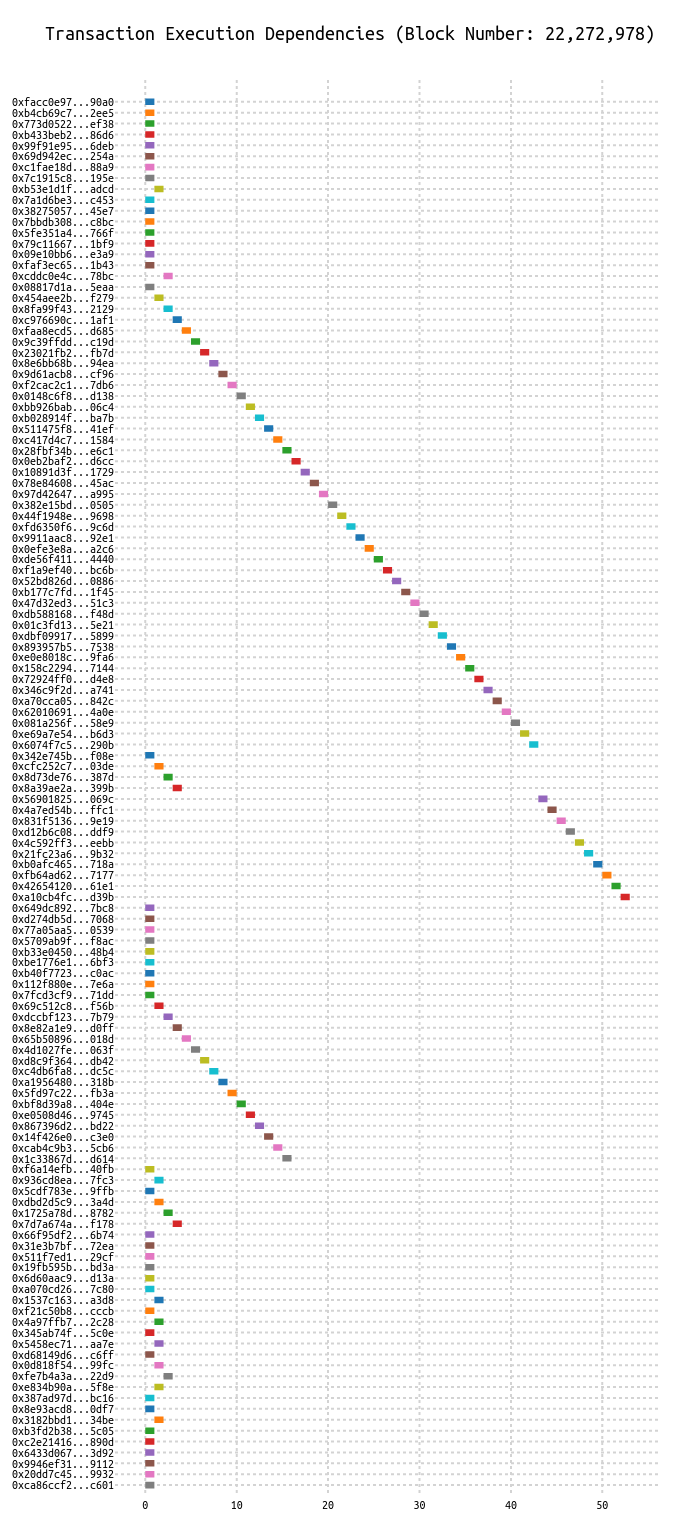 Transaction Execution Dependencies (Block Number: 22,272,978)
0xfacc0e97...90a0
0xb4cb69c7...2ee5
0x773d0522...ef38
0xb433beb2...86d6
0x99f91e95...6deb
0x69d942ec...254a
0xc1fae18d...88a9
0x7c1915c8...195e
0xb53e1d1f...adcd
0x7a1d6be3...c453
0x38275057...45e7
0x7bbdb308...c8bc
0x5fe351a4...766f
0x79c11667...1bf9
0x09e10bb6...e3a9
0xfaf3ec65...1b43
0xcddc0e4c...78bc
0x08817d1a...5eaa
0x454aee2b...f279
0x8fa99f43...2129
0xc976690c...1af1
0xfaa8ecd5...d685
0x9c39ffdd...c19d
0x23021fb2...fb7d
0x8e6bb68b...94ea
0x9d61acb8...cf96
0xf2cac2c1...7db6
0x0148c6f8...d138
0xbb926bab...06c4
0xb028914f...ba7b
0x511475f8...41ef
0xc417d4c7...1584
0x28fbf34b...e6c1
0x0eb2baf2...d6cc
0x10891d3f...1729
0x78e84608...45ac
0x97d42647...a995
0x382e15bd...0505
0x44f1948e...9698
0xfd6350f6...9c6d
0x9911aac8...92e1
0x0efe3e8a...a2c6
0xde56f411...4440
0xf1a9ef40...bc6b
0x52bd826d...0886
0xb177c7fd...1f45
0x47d32ed3...51c3
0xdb588168...f48d
0x01c3fd13...5e21
0xdbf09917...5899
0x893957b5...7538
0xe0e8018c...9fa6
0x158c2294...7144
0x72924ff0...d4e8
0x346c9f2d...a741
0xa70cca05...842c
0x62010691...4a0e
0x081a256f...58e9
0xe69a7e54...b6d3
0x6074f7c5...290b
0x342e745b...f08e
0xcfc252c7...03de
0x8d73de76...387d
0x8a39ae2a...399b
0x56901825...069c
0x4a7ed54b...ffc1
0x831f5136...9e19
0xd12b6c08...ddf9
0x4c592ff3...eebb
0x21fc23a6...9b32
0xb0afc465...718a
0xfb64ad62...7177
0x42654120...61e1
0xa10cb4fc...d39b
0x649dc892...7bc8
0xd274db5d...7068
0x77a05aa5...0539
0x5709ab9f...f8ac
0xb33e0450...48b4
0xbe1776e1...6bf3
0xb40f7723...c0ac
0x112f880e...7e6a
0x7fcd3cf9...71dd
0x69c512c8...f56b
0xdccbf123...7b79
0x8e82a1e9...d0ff
0x65b50896...018d
0x4d1027fe...063f
0xd8c9f364...db42
0xc4db6fa8...dc5c
0xa1956480...318b
0x5fd97c22...fb3a
0xbf8d39a8...404e
0xe0508d46...9745
0x867396d2...bd22
0x14f426e0...c3e0
0xcab4c9b3...5cb6
0x1c33867d...d614
0xf6a14efb...40fb
0x936cd8ea...7fc3
0x5cdf783e...9ffb
0xdbd2d5c9...3a4d
0x1725a78d...8782
0x7d7a674a...f178
0x66f95df2...6b74
0x31e3b7bf...72ea
0x511f7ed1...29cf
0x19fb595b...bd3a
0x6d60aac9...d13a
0xa070cd26...7c80
0x1537c163...a3d8
0xf21c50b8...cccb
0x4a97ffb7...2c28
0x345ab74f...5c0e
0x5458ec71...aa7e
0xd68149d6...c6ff
0x0d818f54...99fc
0xfe7b4a3a...22d9
0xe834b90a...5f8e
0x387ad97d...bc16
0x8e93acd8...0df7
0x3182bbd1...34be
0xb3fd2b38...5c05
0xc2e21416...890d
0x6433d067...3d92
0x9946ef31...9112
0x20dd7c45...9932
0xca86ccf2...c601
0 10 20 30 40 50